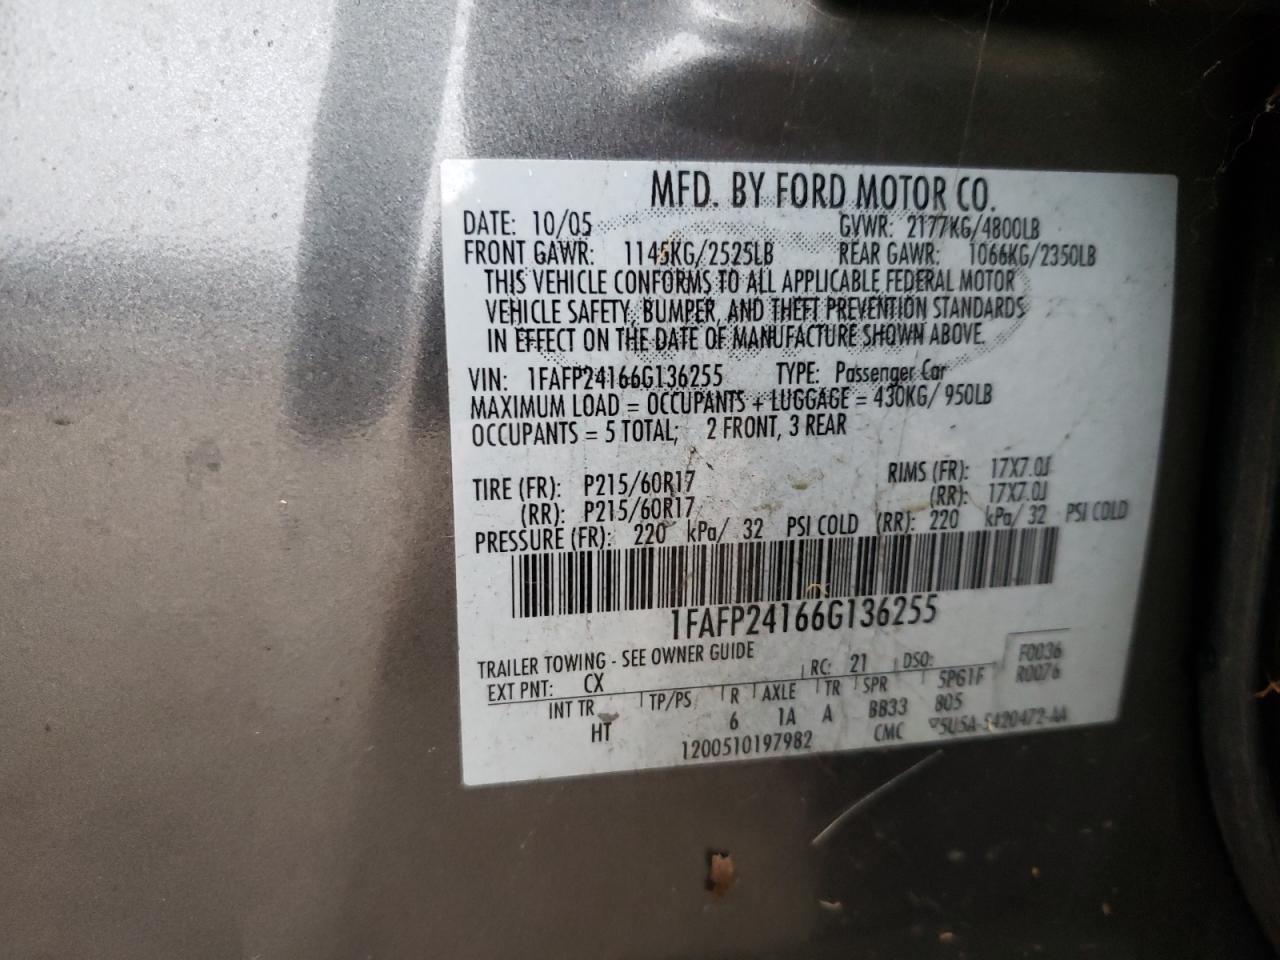 MFD. BY FORD MOTOR CO.
DATE: 10/05 GVWR: 2177KG/4800LB
FRONT GAWR: 1145KG/2525LB REAR GAWR: 1066KG/2350LB
THIS VEHICLE CONFORMS TO ALL APPLICABLE FEDERAL MOTOR
VEHICLE SAFETY, BUMPER, AND THEFT PREVENTION STANDARDS
IN EFFECT ON THE DATE OF MANUFACTURE SHOWN ABOVE.
VIN: 1FAFP24166G136255 TYPE: Passenger Car
MAXIMUM LOAD = OCCUPANTS + LUGGAGE = 430KG/ 950LB
OCCUPANTS = 5 TOTAL; 2 FRONT, 3 REAR
TIRE (FR): P215/60R17 RIMS (FR): 17X7.0J
(RR): P215/60R17 (RR): 17X7.0J
PRESSURE (FR): 220 kPa/ 32 PSI COLD (RR): 220 kPa/ 32 PSI COLD
1FAFP24166G136255
TRAILER TOWING - SEE OWNER GUIDE
EXT PNT: CX RC: 21 DSO: F0036
INT TR TP/PS R AXLE TR SPR 5PG1F R0076
HT 6 1A A BB33 805
1200510197982 CMC 5U5A-5420472-AA